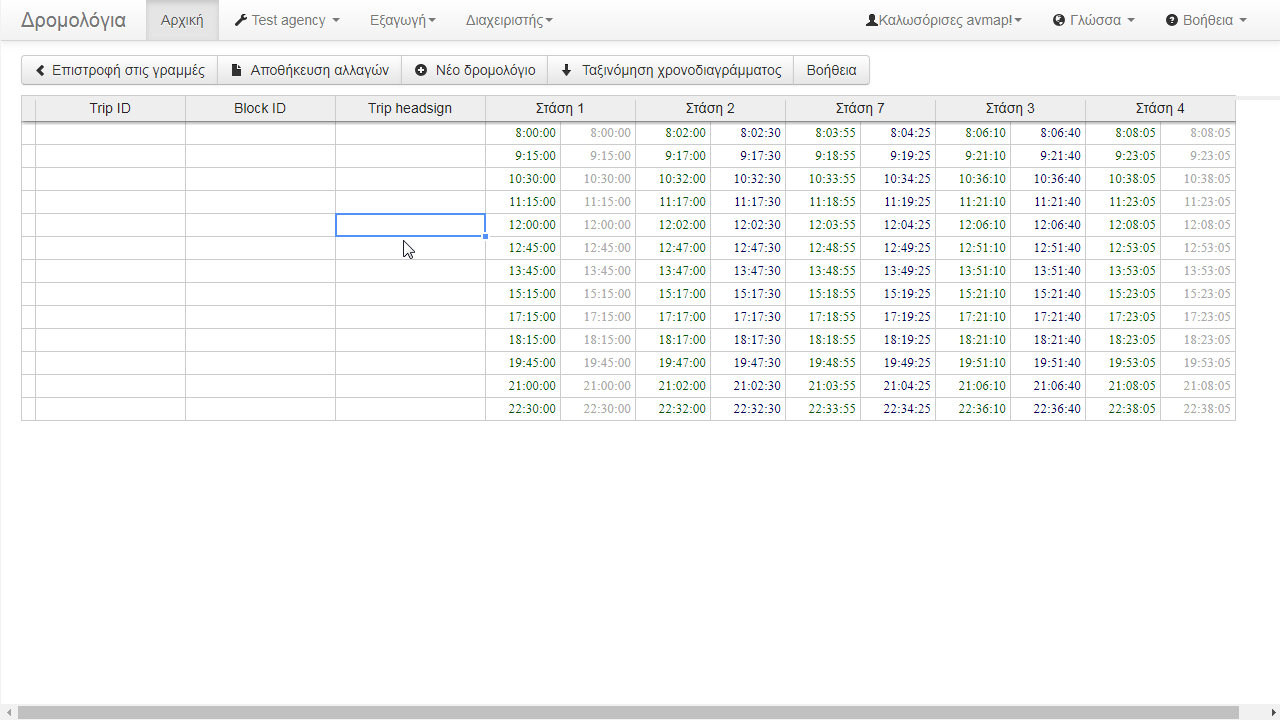 Δρομολόγια Αρχική Test agency Εξαγωγή Διαχειριστής Καλωσόρισες avmap! Γλώσσα Βοήθεια
Επιστροφή στις γραμμές Αποθήκευση αλλαγών Νέο δρομολόγιο Ταξινόμηση χρονοδιαγράμματος Βοήθεια
Trip ID Block ID Trip headsign Στάση 1 Στάση 2 Στάση 7 Στάση 3 Στάση 4
8:00:00 8:00:00 8:02:00 8:02:30 8:03:55 8:04:25 8:06:10 8:06:40 8:08:05 8:08:05
9:15:00 9:15:00 9:17:00 9:17:30 9:18:55 9:19:25 9:21:10 9:21:40 9:23:05 9:23:05
10:30:00 10:30:00 10:32:00 10:32:30 10:33:55 10:34:25 10:36:10 10:36:40 10:38:05 10:38:05
11:15:00 11:15:00 11:17:00 11:17:30 11:18:55 11:19:25 11:21:10 11:21:40 11:23:05 11:23:05
12:00:00 12:00:00 12:02:00 12:02:30 12:03:55 12:04:25 12:06:10 12:06:40 12:08:05 12:08:05
12:45:00 12:45:00 12:47:00 12:47:30 12:48:55 12:49:25 12:51:10 12:51:40 12:53:05 12:53:05
13:45:00 13:45:00 13:47:00 13:47:30 13:48:55 13:49:25 13:51:10 13:51:40 13:53:05 13:53:05
15:15:00 15:15:00 15:17:00 15:17:30 15:18:55 15:19:25 15:21:10 15:21:40 15:23:05 15:23:05
17:15:00 17:15:00 17:17:00 17:17:30 17:18:55 17:19:25 17:21:10 17:21:40 17:23:05 17:23:05
18:15:00 18:15:00 18:17:00 18:17:30 18:18:55 18:19:25 18:21:10 18:21:40 18:23:05 18:23:05
19:45:00 19:45:00 19:47:00 19:47:30 19:48:55 19:49:25 19:51:10 19:51:40 19:53:05 19:53:05
21:00:00 21:00:00 21:02:00 21:02:30 21:03:55 21:04:25 21:06:10 21:06:40 21:08:05 21:08:05
22:30:00 22:30:00 22:32:00 22:32:30 22:33:55 22:34:25 22:36:10 22:36:40 22:38:05 22:38:05